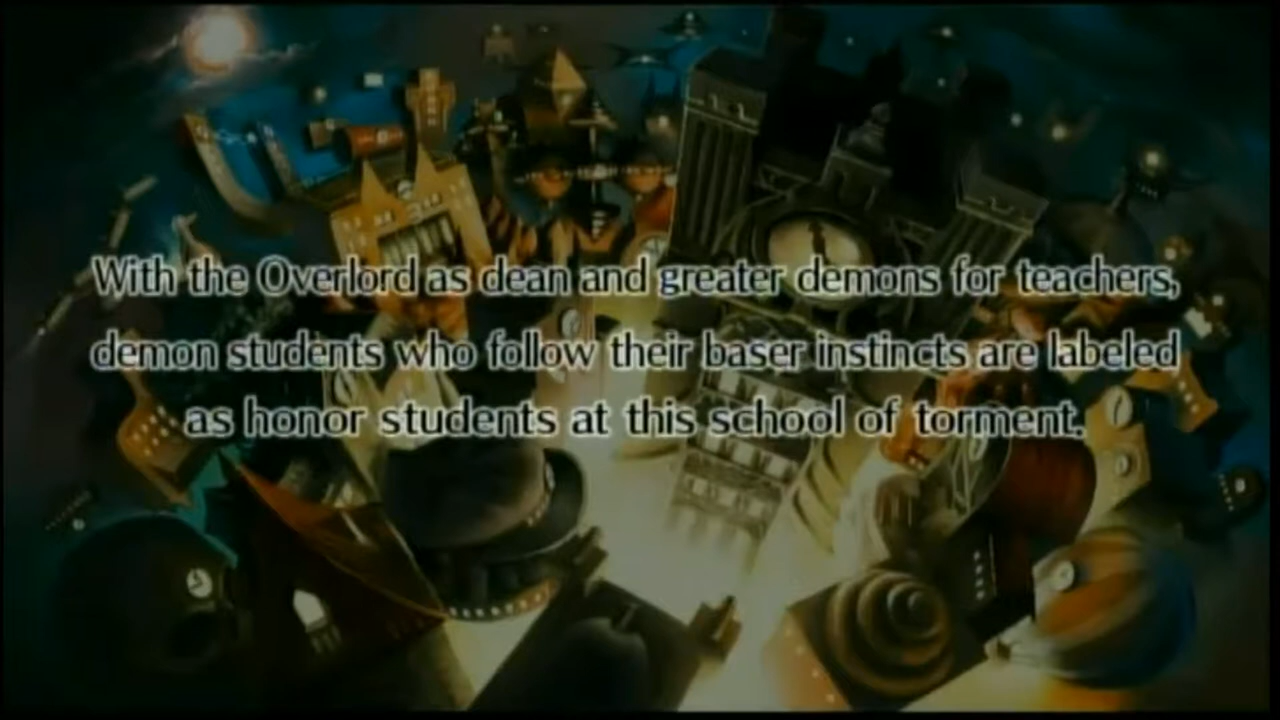 With the Overlord as dean and greater demons for teachers,
demon students who follow their baser instincts are labeled
as honor students at this school of torment.